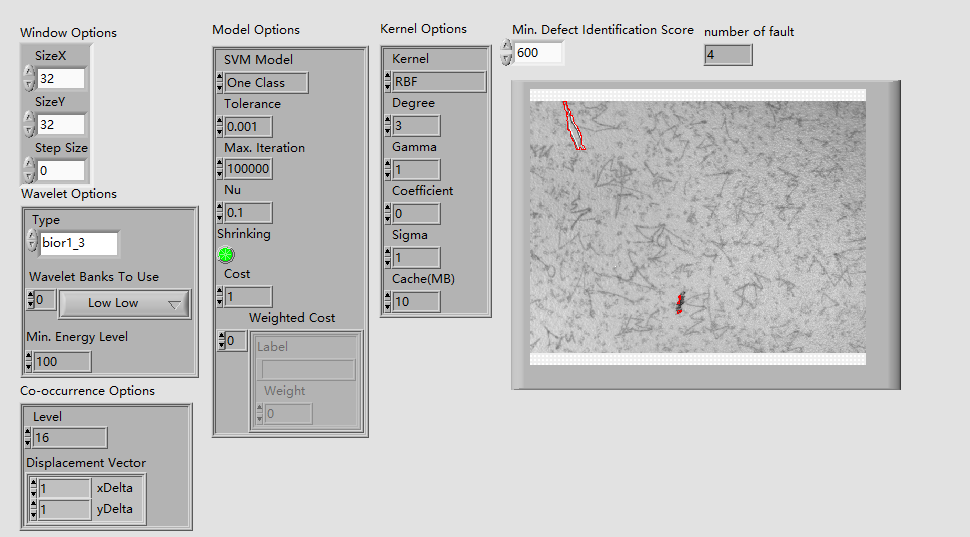 Window Options
SizeX
32
SizeY
32
Step Size
0
Wavelet Options
Type
bior1_3
Wavelet Banks To Use
0 Low Low
Min. Energy Level
100
Co-occurrence Options
Level
16
Displacement Vector
1 xDelta
1 yDelta
Model Options
SVM Model
One Class
Tolerance
0.001
Max. Iteration
100000
Nu
0.1
Shrinking
Cost
1
Weighted Cost
0
Label
Weight
0
Kernel Options
Kernel
RBF
Degree
3
Gamma
1
Coefficient
0
Sigma
1
Cache(MB)
10
Min. Defect Identification Score
600
number of fault
4